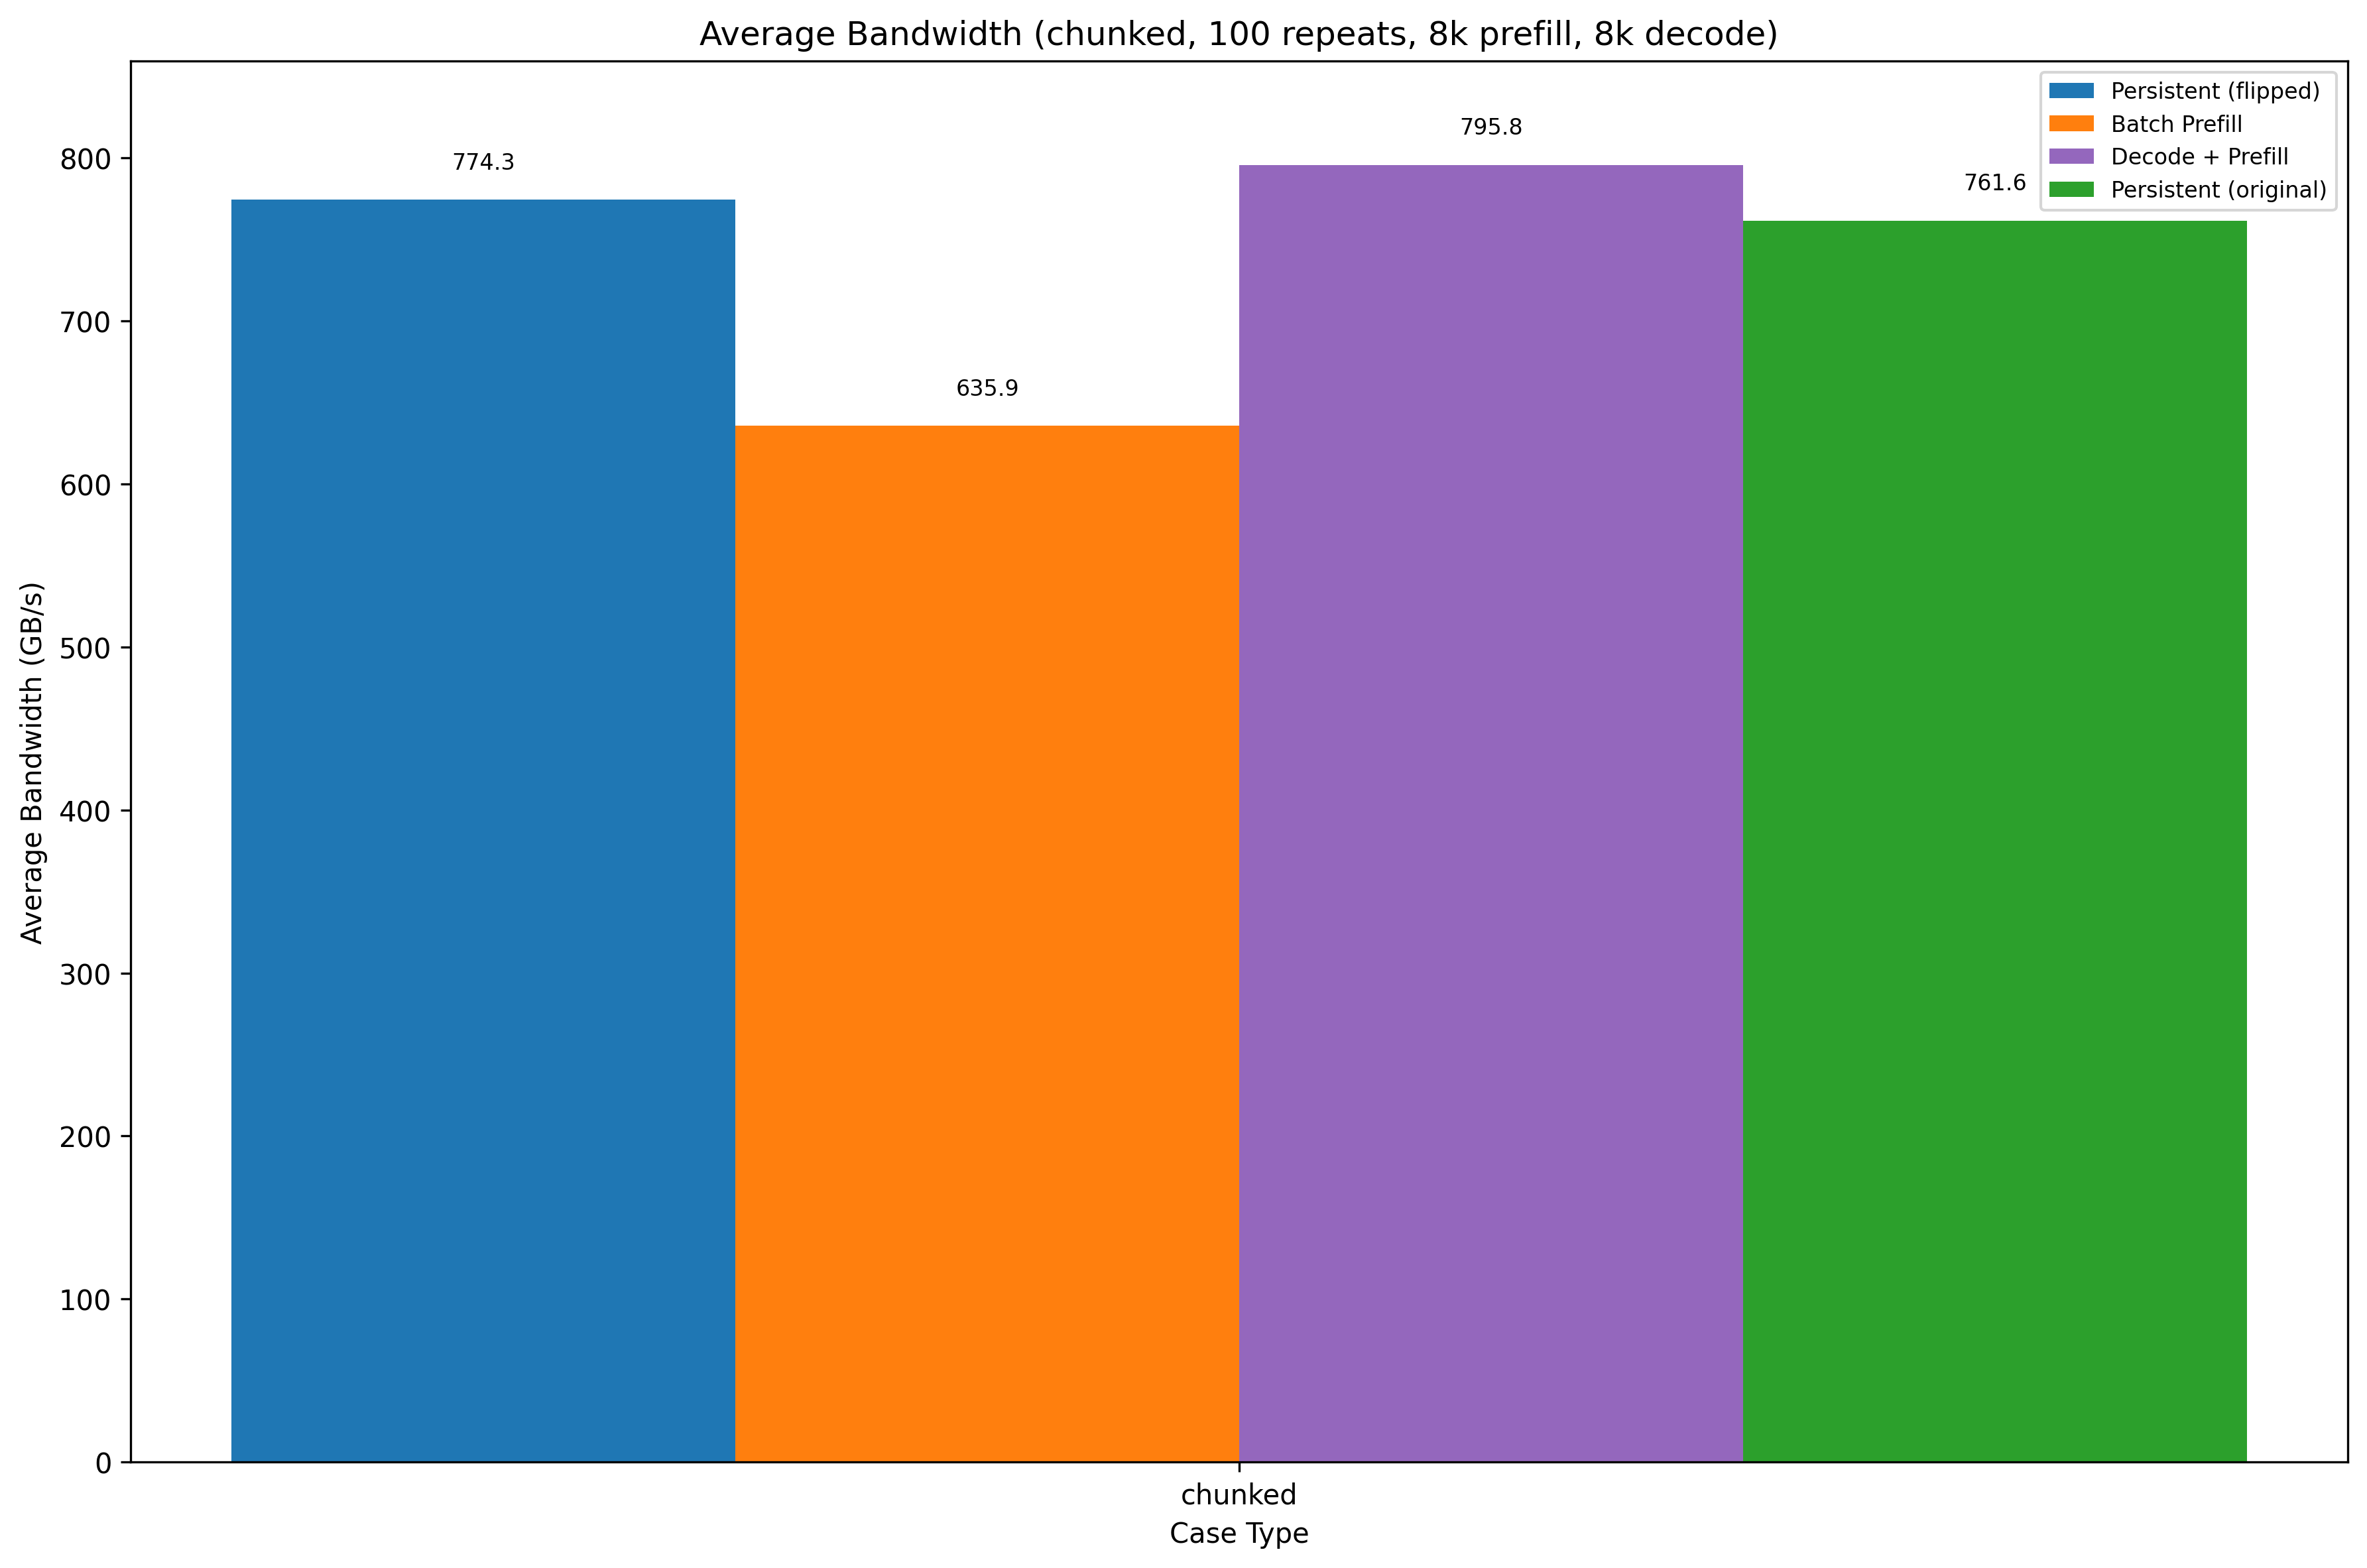 Average Bandwidth (chunked, 100 repeats, 8k prefill, 8k decode)
Persistent (flipped)
Batch Prefill
Decode + Prefill
Persistent (original)
774.3
635.9
795.8
761.6
Average Bandwidth (GB/s)
800
700
600
500
400
300
200
100
0
chunked
Case Type